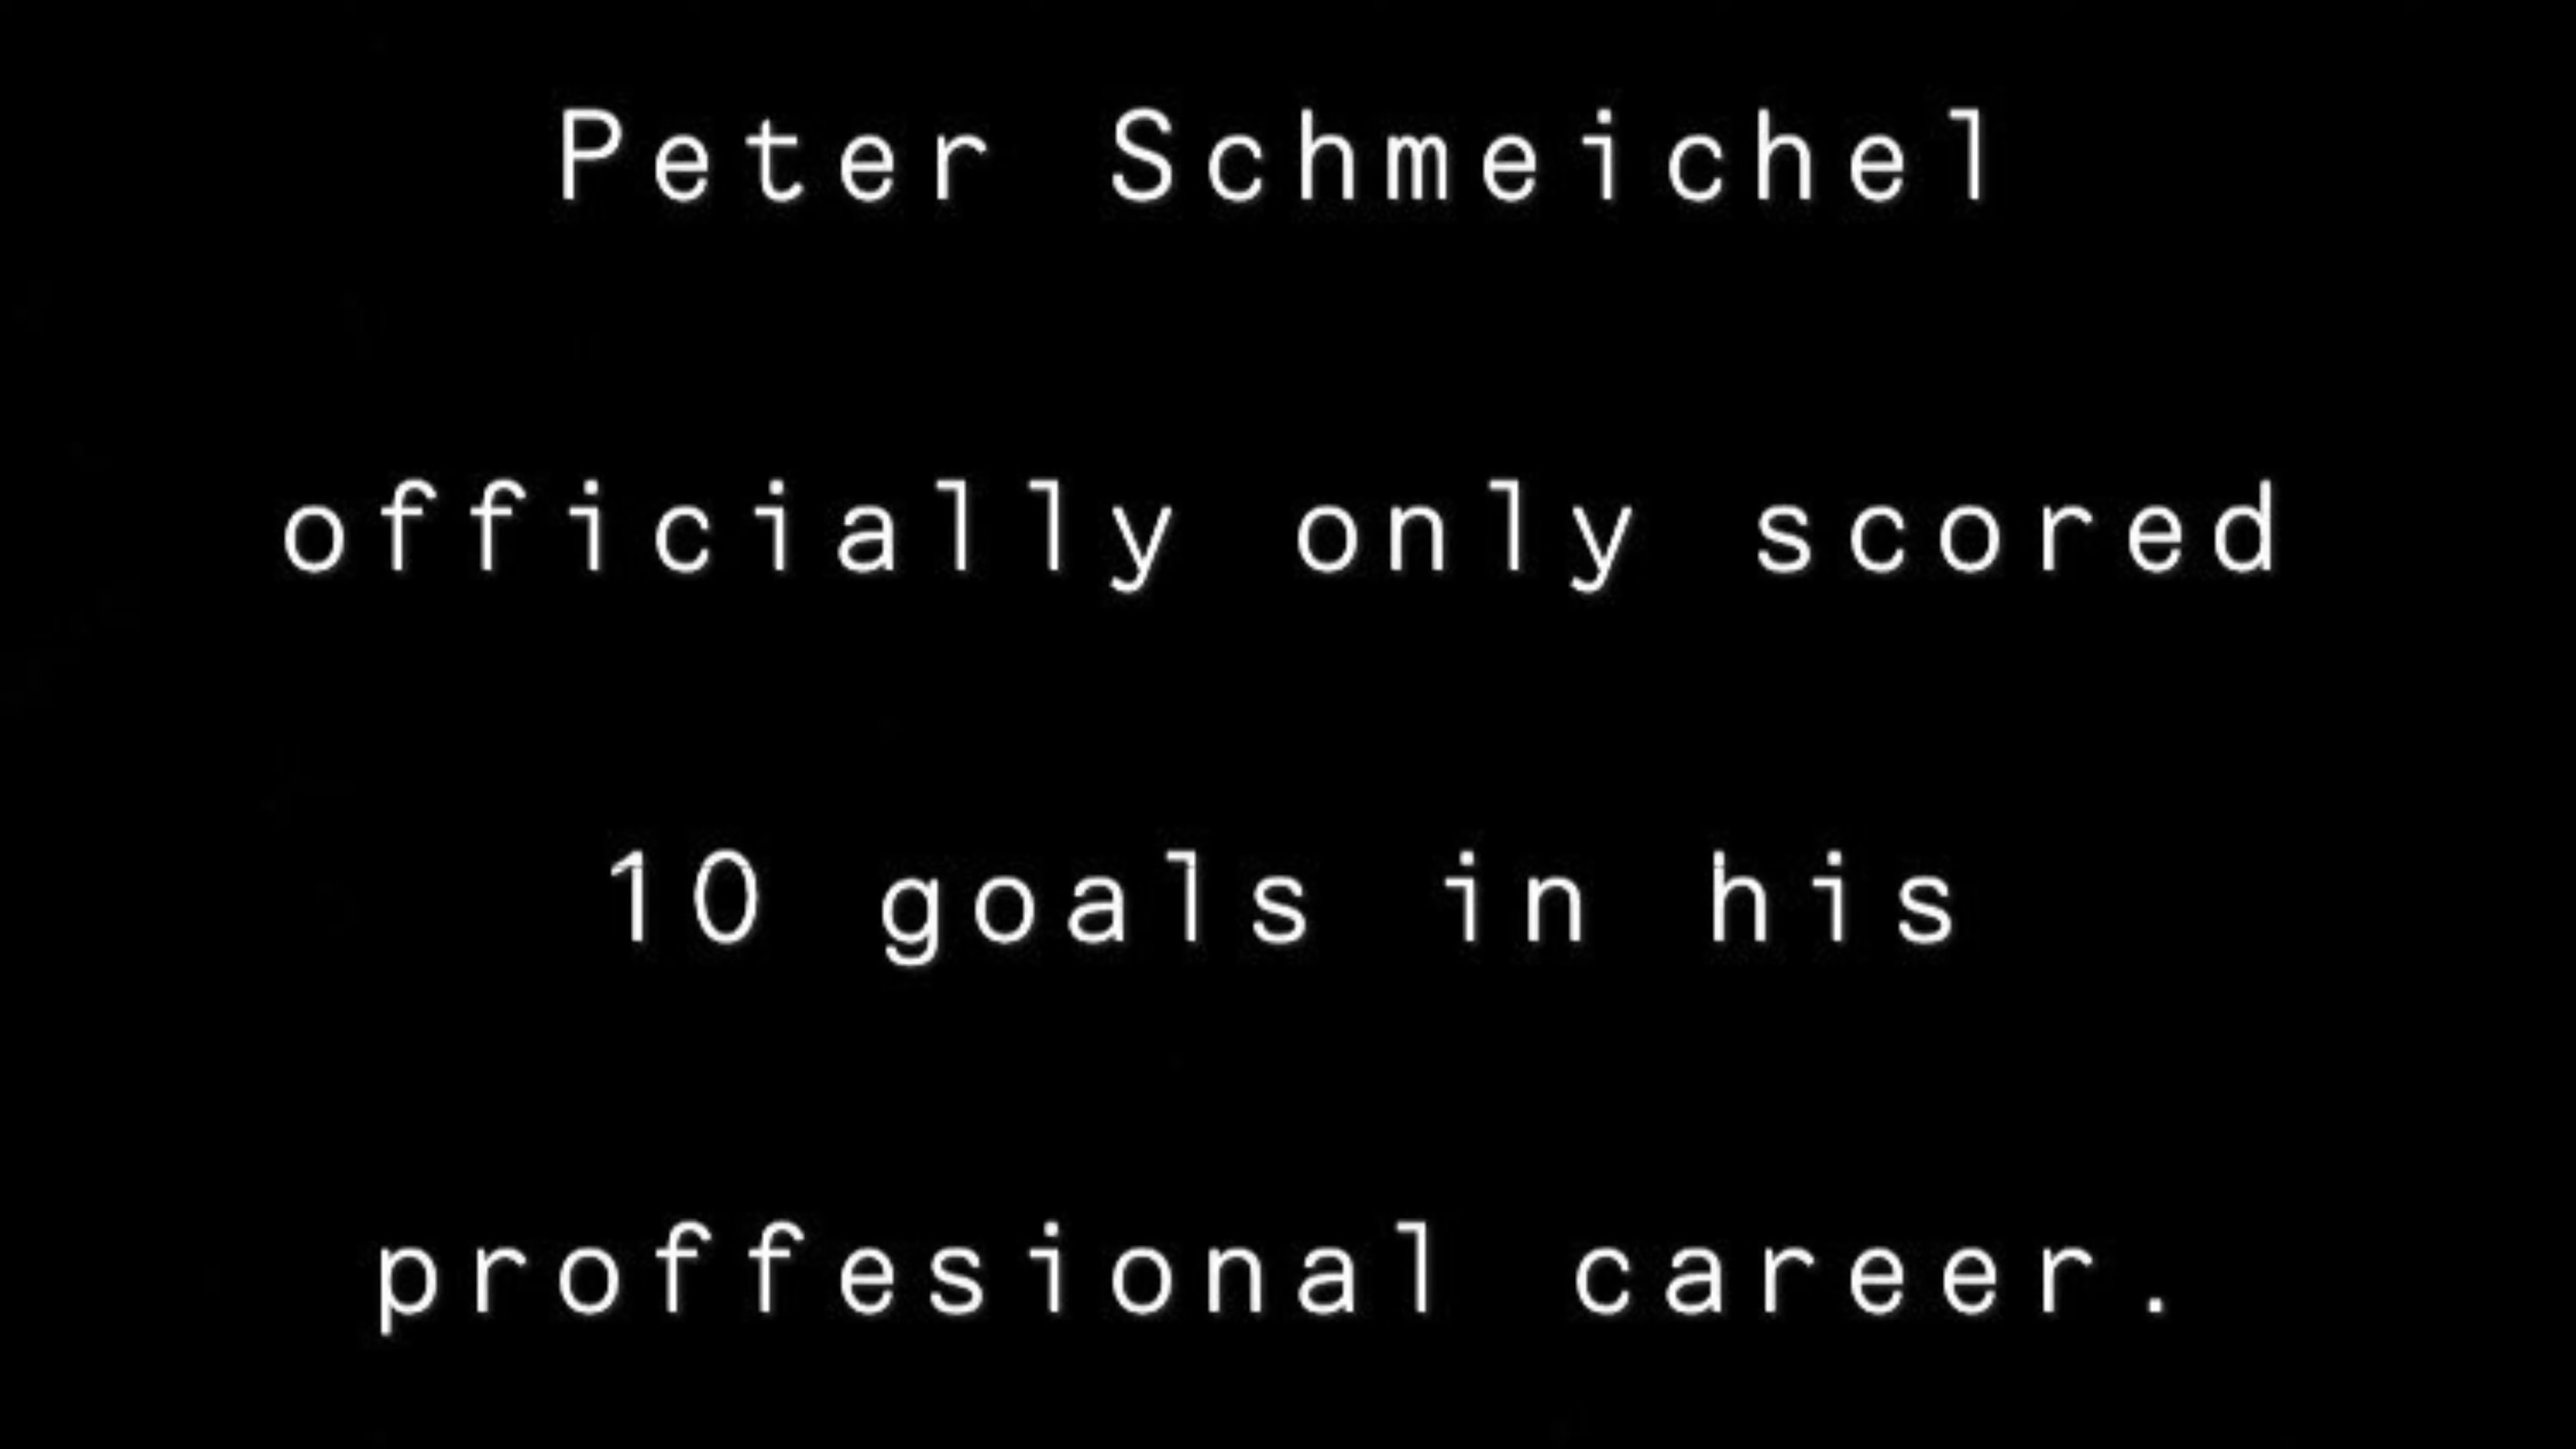 Peter Schmeichel
officially only scored
10 goals in his
proffesional career.